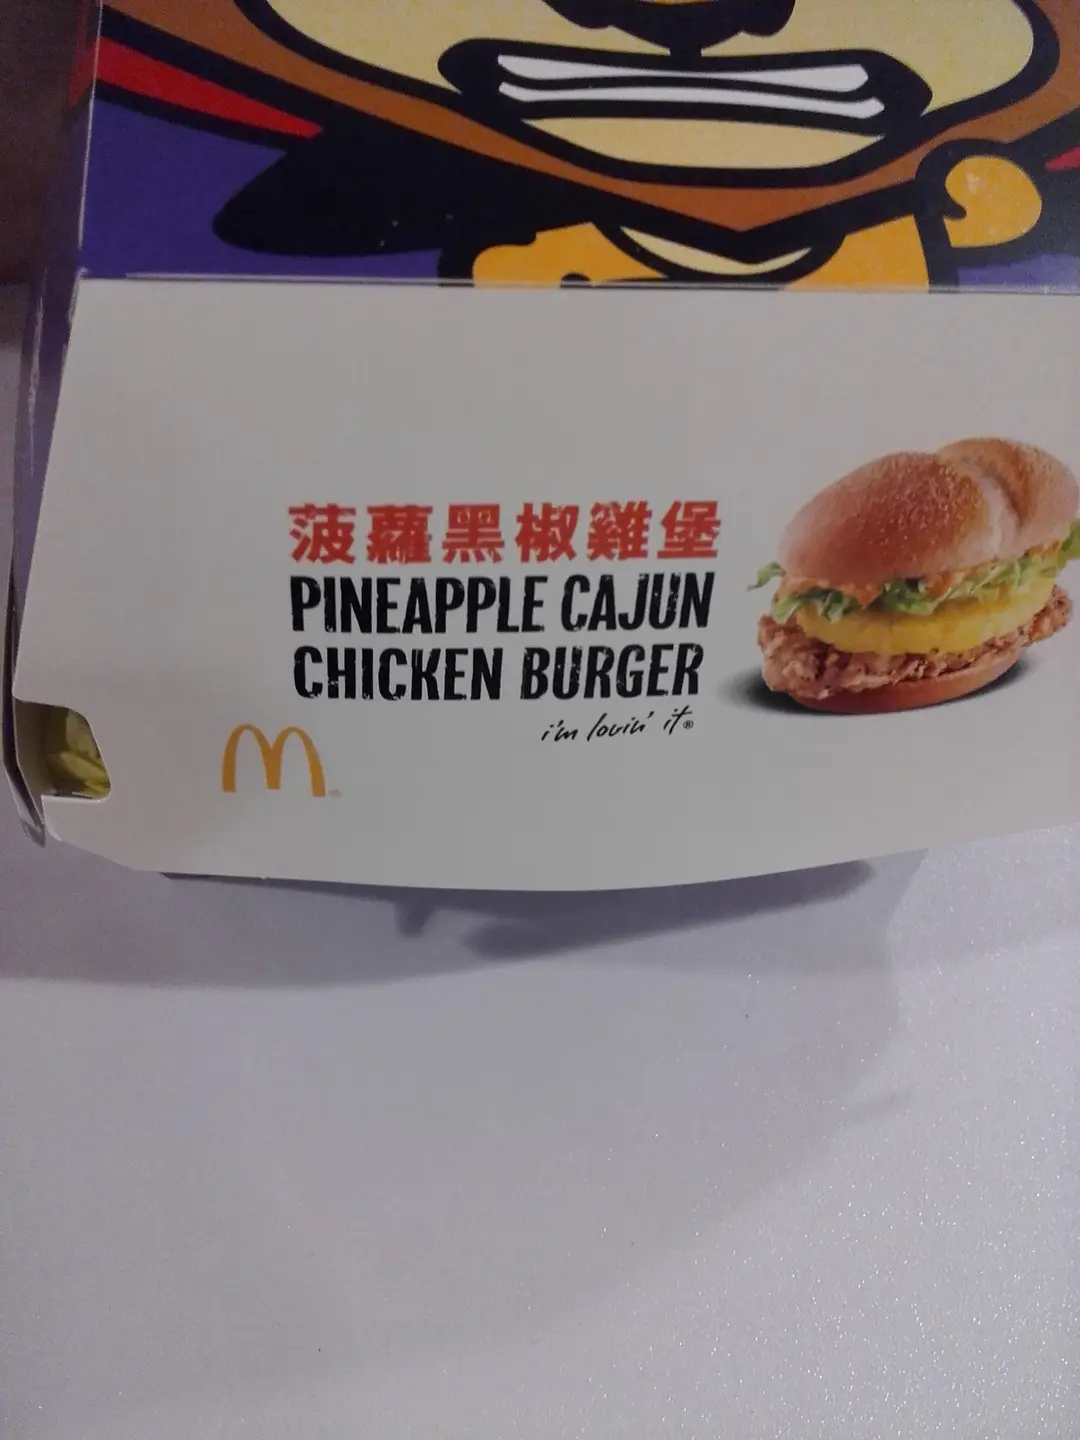 菠蘿黑椒雞堡
PINEAPPLE CAJUN
CHICKEN BURGER
i'm lovin' it®
M®